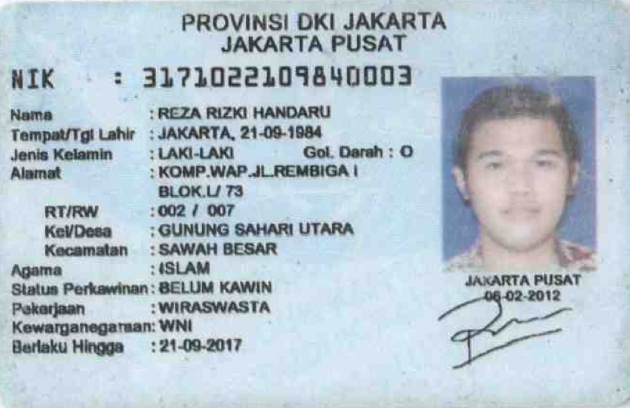 PROVINSI DKI JAKARTA
JAKARTA PUSAT
NIK : 3171022109840003
Nama : REZA RIZKI HANDARU
Tempat/Tgl Lahir : JAKARTA, 21-09-1984
Jenis Kelamin : LAKI-LAKI Gol. Darah : O
Alamat : KOMP.WAP.JL.REMBIGA I
BLOK.L/ 73
RT/RW : 002 / 007
Kel/Desa : GUNUNG SAHARI UTARA
Kecamatan : SAWAH BESAR
Agama : ISLAM
Status Perkawinan: BELUM KAWIN
Pekerjaan : WIRASWASTA
Kewarganegaraan: WNI
Berlaku Hingga : 21-09-2017
JAKARTA PUSAT
06-02-2012